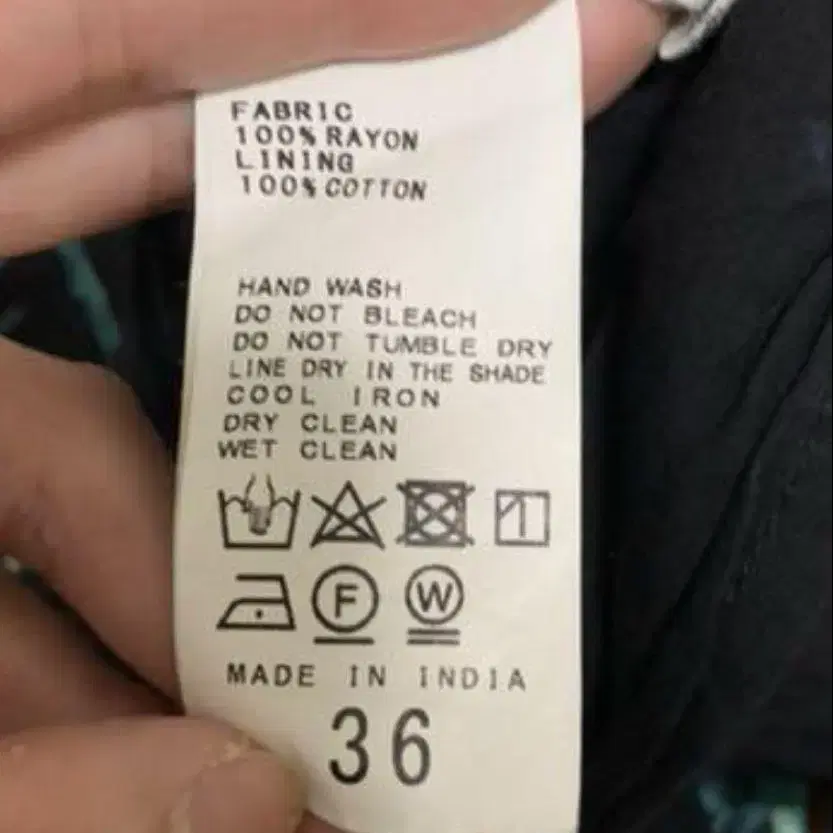 FABRIC
100% RAYON
LINING
100% COTTON
HAND WASH
DO NOT BLEACH
DO NOT TUMBLE DRY
LINE DRY IN THE SHADE
COOL IRON
DRY CLEAN
WET CLEAN
F W
MADE IN INDIA
36